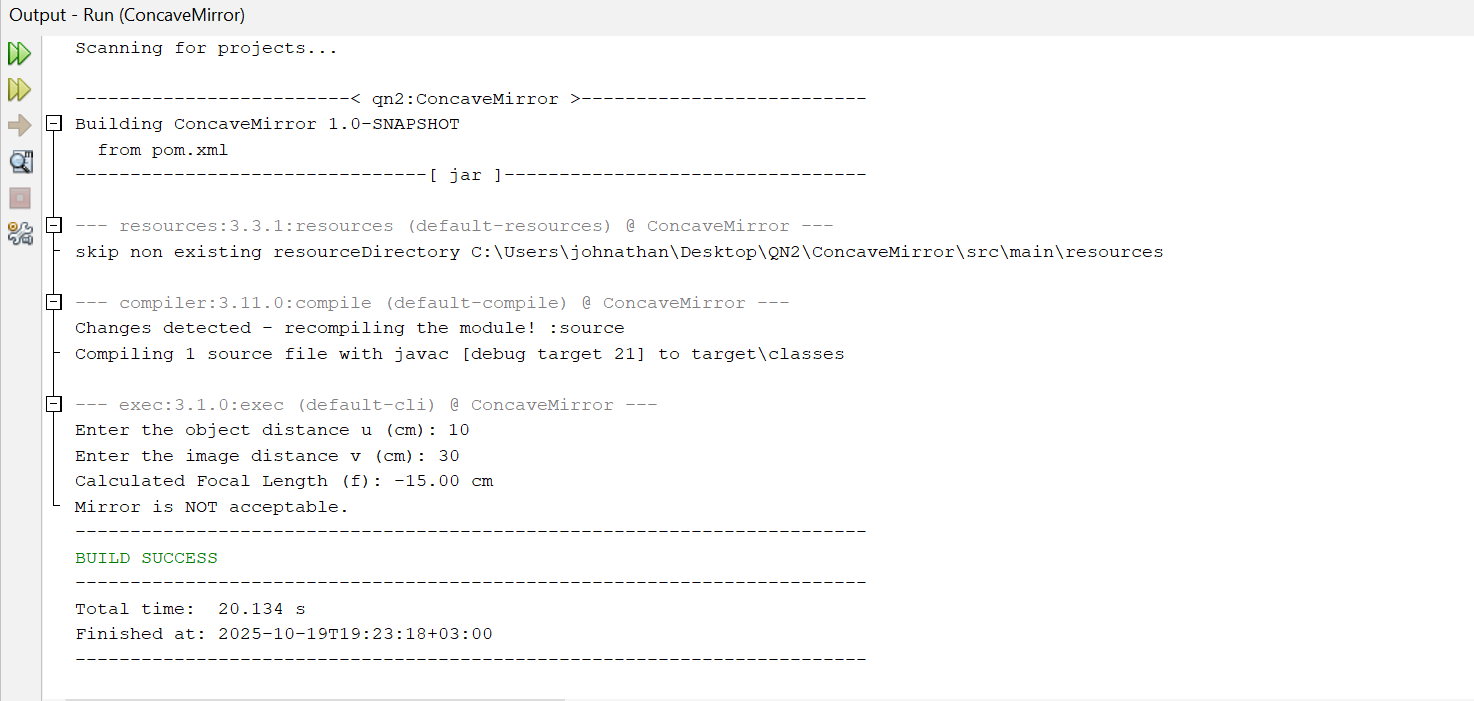 Output - Run (ConcaveMirror)
Scanning for projects...
-------------------------< qn2:ConcaveMirror >--------------------------
Building ConcaveMirror 1.0-SNAPSHOT
  from pom.xml
--------------------------------[ jar ]---------------------------------
--- resources:3.3.1:resources (default-resources) @ ConcaveMirror ---
skip non existing resourceDirectory C:\Users\johnathan\Desktop\QN2\ConcaveMirror\src\main\resources
--- compiler:3.11.0:compile (default-compile) @ ConcaveMirror ---
Changes detected - recompiling the module! :source
Compiling 1 source file with javac [debug target 21] to target\classes
--- exec:3.1.0:exec (default-cli) @ ConcaveMirror ---
Enter the object distance u (cm): 10
Enter the image distance v (cm): 30
Calculated Focal Length (f): -15.00 cm
Mirror is NOT acceptable.
------------------------------------------------------------------------
BUILD SUCCESS
------------------------------------------------------------------------
Total time:  20.134 s
Finished at: 2025-10-19T19:23:18+03:00
------------------------------------------------------------------------